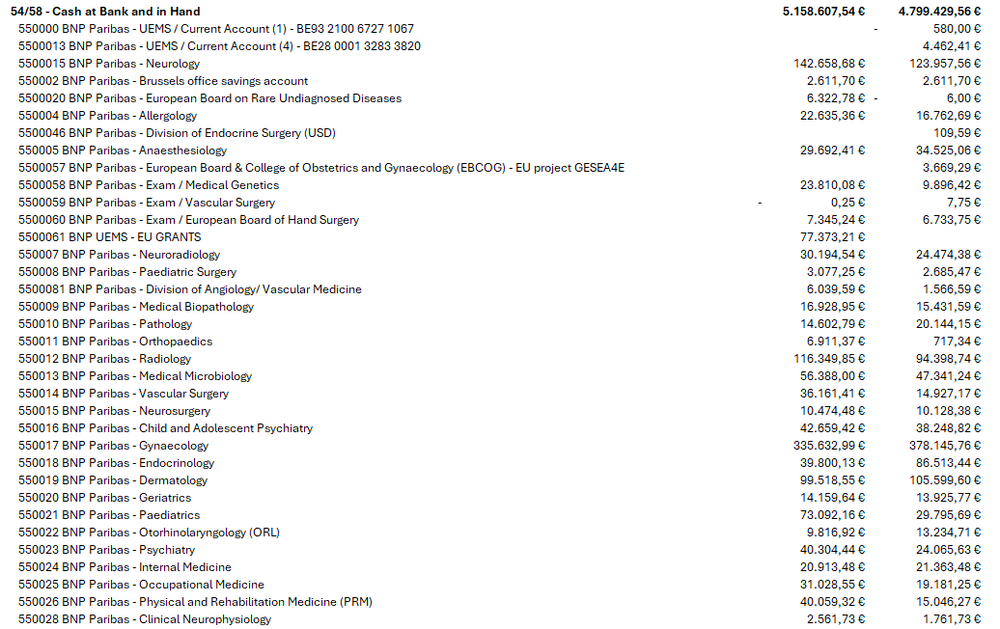 54/58 - Cash at Bank and in Hand 5.158.607,54 € 4.799.429,56 €
550000 BNP Paribas - UEMS / Current Account (1) - BE93 2100 6727 1067 - 580,00 €
5500013 BNP Paribas - UEMS / Current Account (4) - BE28 0001 3283 3820 4.462,41 €
5500015 BNP Paribas - Neurology 142.658,68 € 123.957,56 €
550002 BNP Paribas - Brussels office savings account 2.611,70 € 2.611,70 €
5500020 BNP Paribas - European Board on Rare Undiagnosed Diseases 6.322,78 € - 6,00 €
550004 BNP Paribas - Allergology 22.635,36 € 16.762,69 €
5500046 BNP Paribas - Division of Endocrine Surgery (USD) 109,59 €
550005 BNP Paribas - Anaesthesiology 29.692,41 € 34.525,06 €
5500057 BNP Paribas - European Board & College of Obstetrics and Gynaecology (EBCOG) - EU project GESEA4E 3.669,29 €
5500058 BNP Paribas - Exam / Medical Genetics 23.810,08 € 9.896,42 €
5500059 BNP Paribas - Exam / Vascular Surgery - 0,25 € 7,75 €
5500060 BNP Paribas - Exam / European Board of Hand Surgery 7.345,24 € 6.733,75 €
5500061 BNP UEMS - EU GRANTS 77.373,21 €
550007 BNP Paribas - Neuroradiology 30.194,54 € 24.474,38 €
550008 BNP Paribas - Paediatric Surgery 3.077,25 € 2.685,47 €
5500081 BNP Paribas - Division of Angiology/ Vascular Medicine 6.039,59 € 1.566,59 €
550009 BNP Paribas - Medical Biopathology 16.928,95 € 15.431,59 €
550010 BNP Paribas - Pathology 14.602,79 € 20.144,15 €
550011 BNP Paribas - Orthopaedics 6.911,37 € 717,34 €
550012 BNP Paribas - Radiology 116.349,85 € 94.398,74 €
550013 BNP Paribas - Medical Microbiology 56.388,00 € 47.341,24 €
550014 BNP Paribas - Vascular Surgery 36.161,41 € 14.927,17 €
550015 BNP Paribas - Neurosurgery 10.474,48 € 10.128,38 €
550016 BNP Paribas - Child and Adolescent Psychiatry 42.659,42 € 38.248,82 €
550017 BNP Paribas - Gynaecology 335.632,99 € 378.145,76 €
550018 BNP Paribas - Endocrinology 39.800,13 € 86.513,44 €
550019 BNP Paribas - Dermatology 99.518,55 € 105.599,60 €
550020 BNP Paribas - Geriatrics 14.159,64 € 13.925,77 €
550021 BNP Paribas - Paediatrics 73.092,16 € 29.795,69 €
550022 BNP Paribas - Otorhinolaryngology (ORL) 9.816,92 € 13.234,71 €
550023 BNP Paribas - Psychiatry 40.304,44 € 24.065,63 €
550024 BNP Paribas - Internal Medicine 20.913,48 € 21.363,48 €
550025 BNP Paribas - Occupational Medicine 31.028,55 € 19.181,25 €
550026 BNP Paribas - Physical and Rehabilitation Medicine (PRM) 40.059,32 € 15.046,27 €
550028 BNP Paribas - Clinical Neurophysiology 2.561,73 € 1.761,73 €